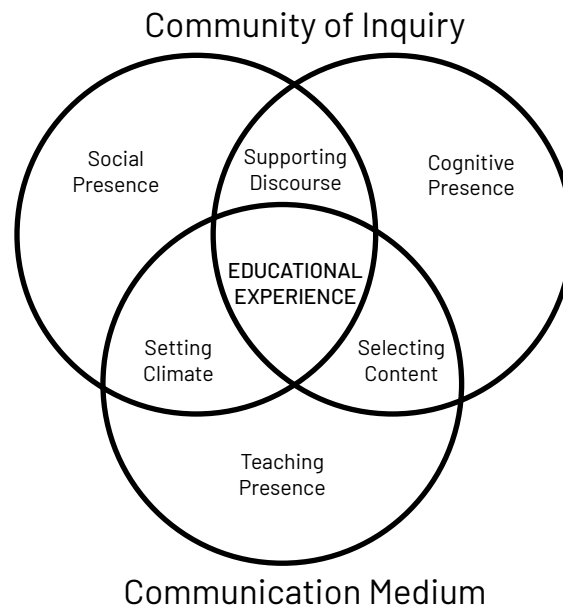 Community of Inquiry
Social
Presence
Supporting
Discourse
Cognitive
Presence
EDUCATIONAL
EXPERIENCE
Setting
Climate
Selecting
Content
Teaching
Presence
Communication Medium